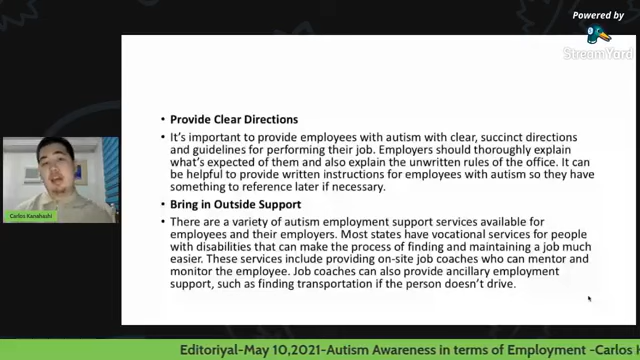 Powered by
StreamYard
• Provide Clear Directions
• It's important to provide employees with autism with clear, succinct directions
and guidelines for performing their job. Employers should thoroughly explain
what's expected of them and also explain the unwritten rules of the office. It can
be helpful to provide written instructions for employees with autism so they have
something to reference later if necessary.
• Bring in Outside Support
• There are a variety of autism employment support services available for
employees and their employers. Most states have vocational services for people
with disabilities that can make the process of finding and maintaining a job much
easier. These services include providing on-site job coaches who can mentor and
monitor the employee. Job coaches can also provide ancillary employment
support, such as finding transportation if the person doesn't drive.
Carlos Kanahashi
Editoriyal-May 10,2021-Autism Awareness in terms of Employment -Carlos K